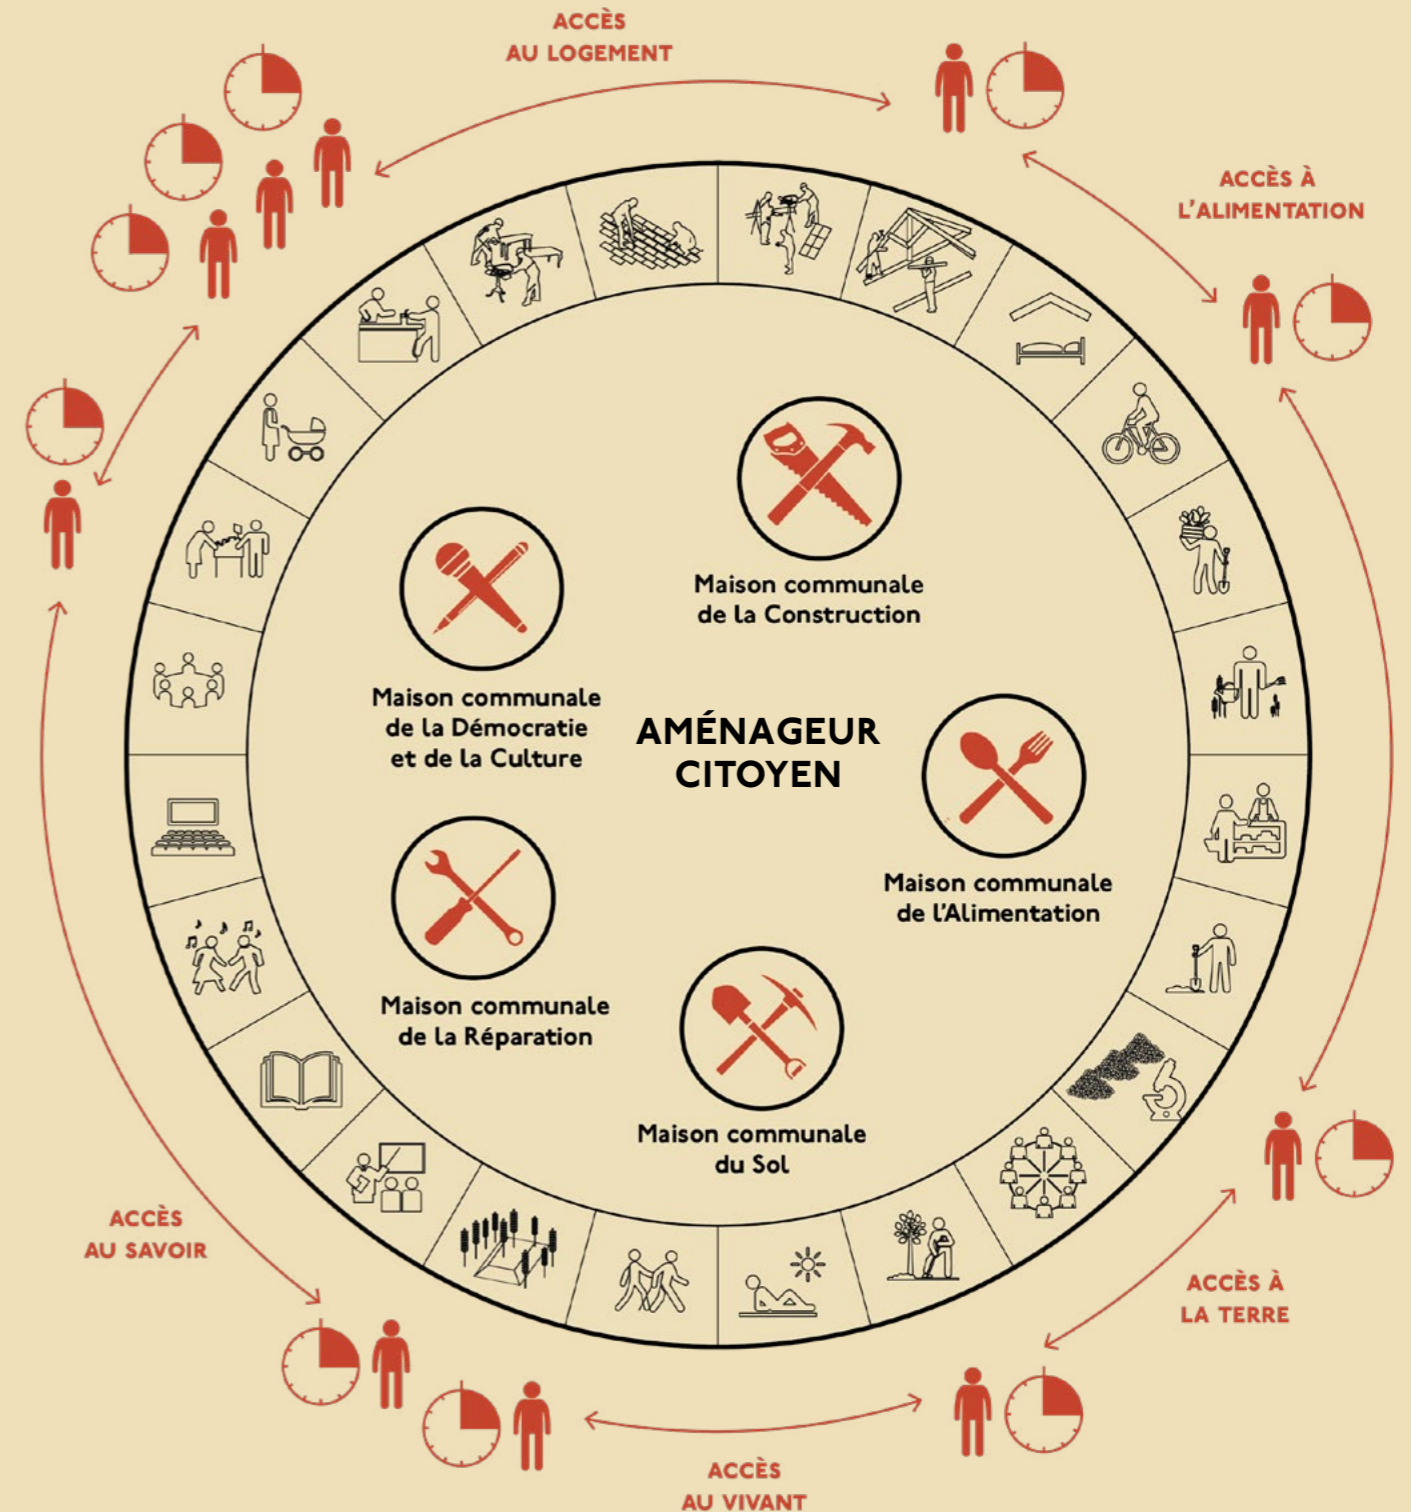 ACCÈS
AU LOGEMENT
ACCÈS À
L'ALIMENTATION
Maison communale
de la Construction
Maison communale
de la Démocratie
et de la Culture
AMÉNAGEUR
CITOYEN
Maison communale
de l'Alimentation
Maison communale
de la Réparation
Maison communale
du Sol
ACCÈS
AU SAVOIR
ACCÈS À
LA TERRE
ACCÈS
AU VIVANT